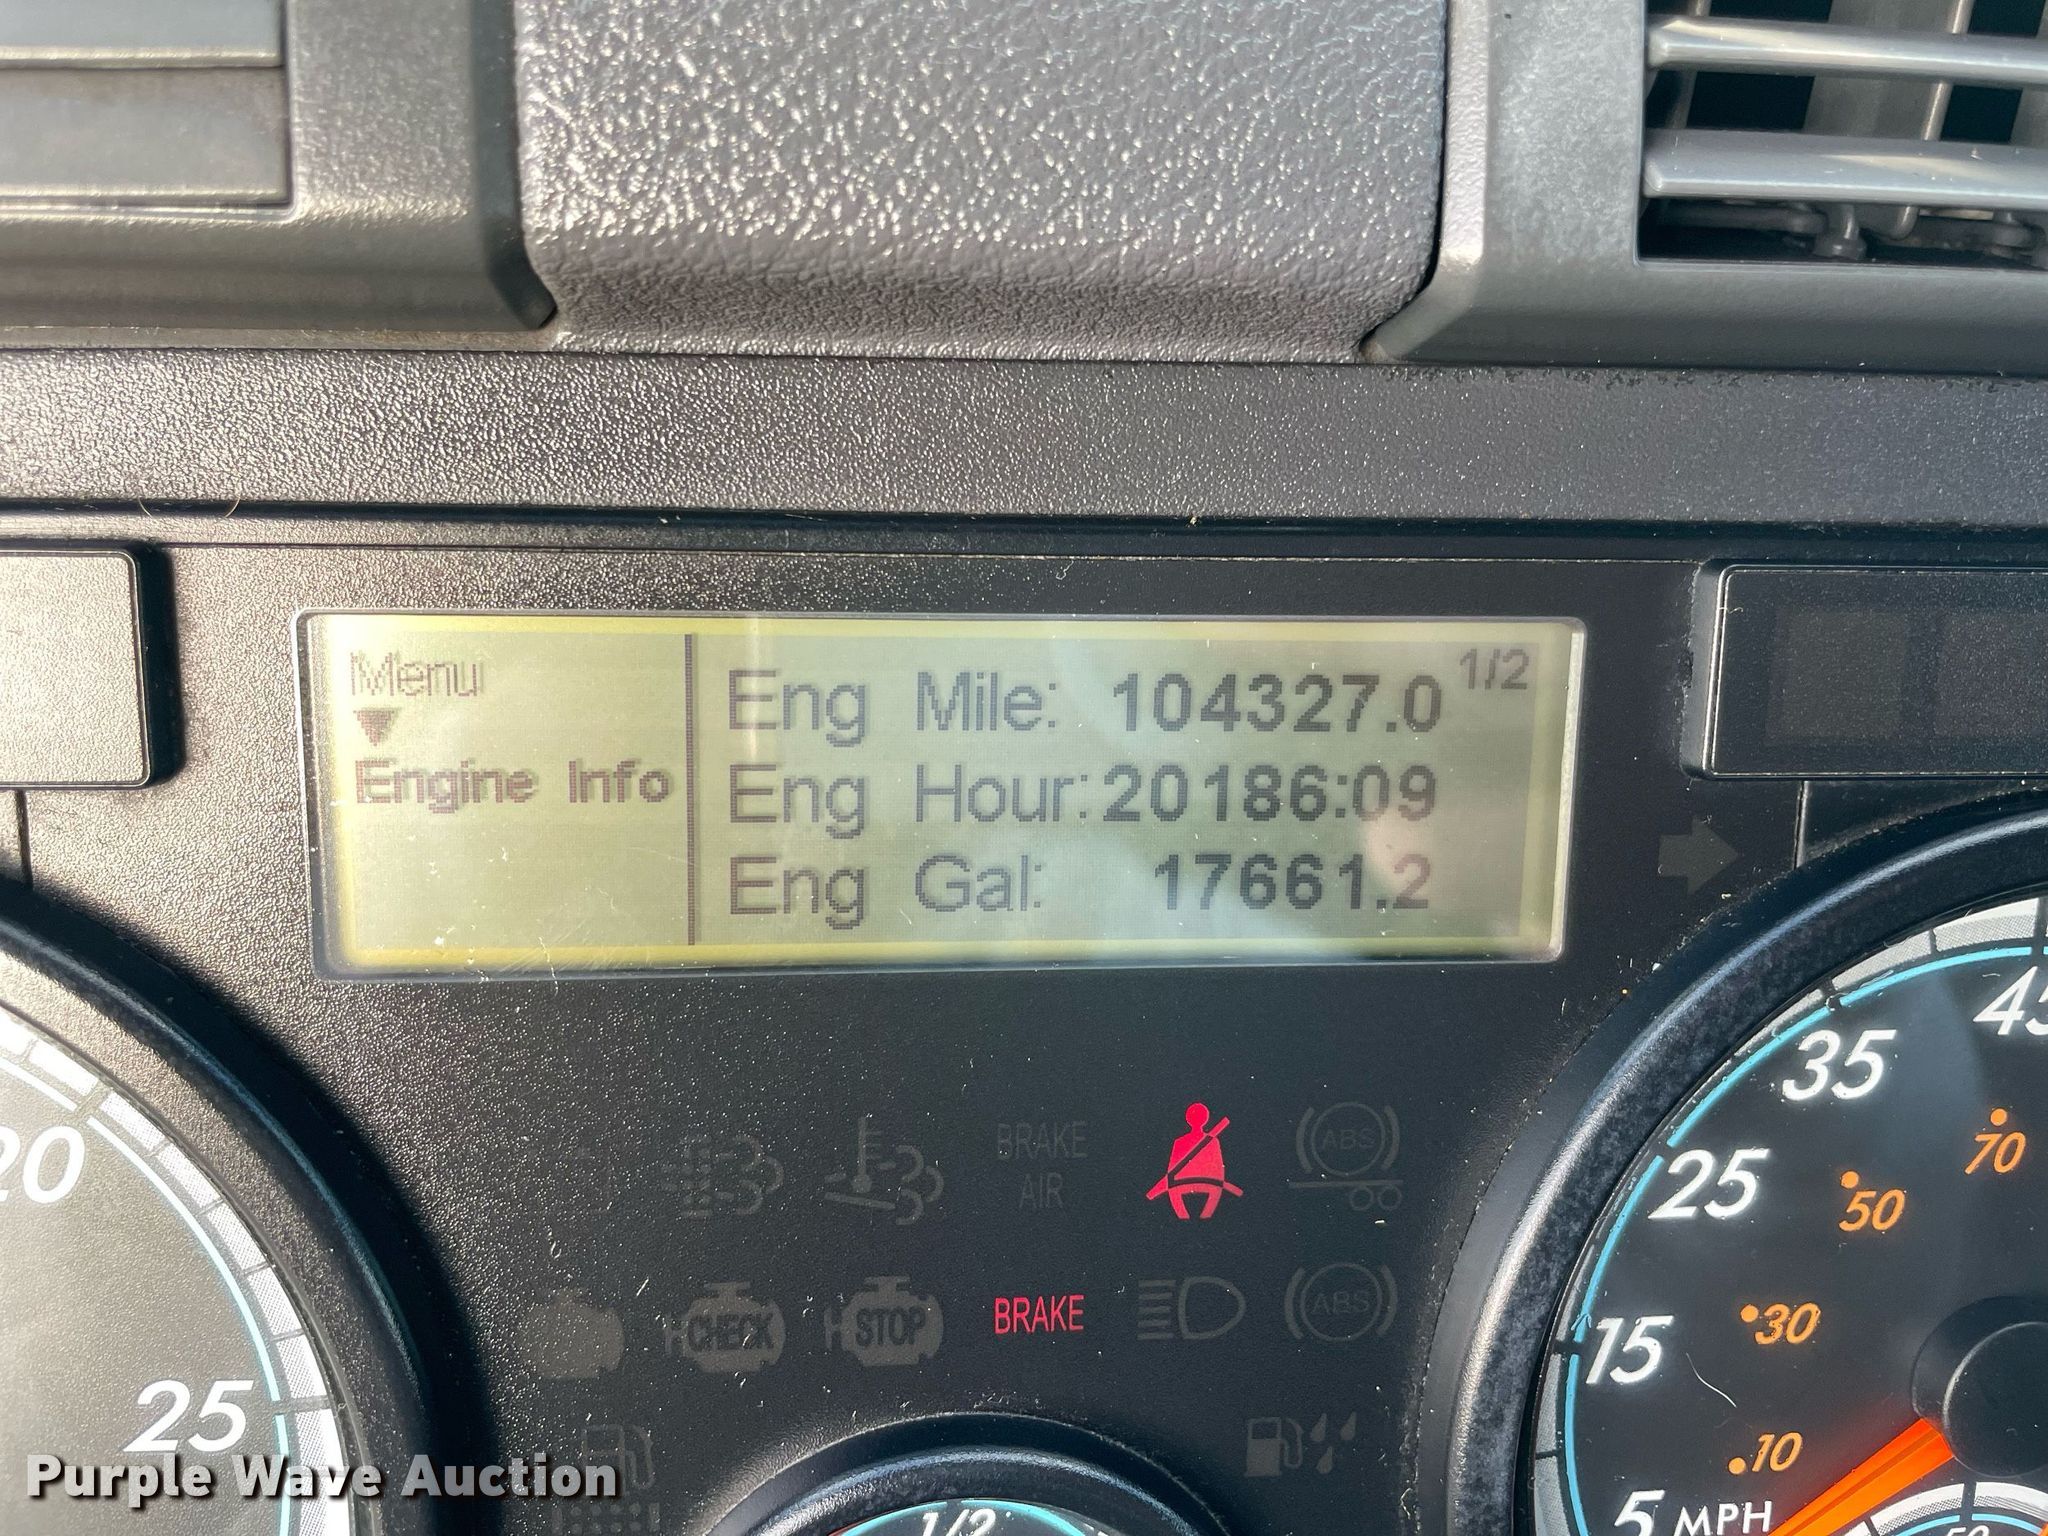 Menu
Engine Info
Eng Mile: 104327.0 1/2
Eng Hour: 20186:09
Eng Gal: 17661.2
BRAKE
AIR
ABS
CHECK
STOP
BRAKE
ABS
20
25
45
35
25
15
5 MPH
70
50
30
10
1/2
Purple Wave Auction